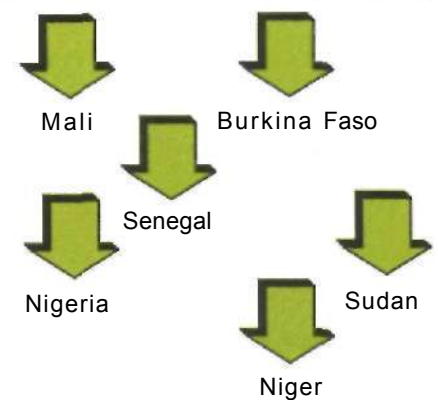 Mali
Burkina Faso
Senegal
Nigeria
Sudan
Niger